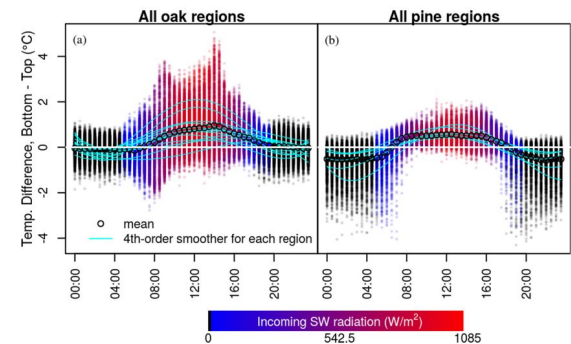 All oak regions
All pine regions
Temp. Difference, Bottom - Top (°C)
4
2
0
-2
-4
(a)
(b)
mean
4th-order smoother for each region
00:00
04:00
08:00
12:00
16:00
20:00
00:00
04:00
08:00
12:00
16:00
20:00
Incoming SW radiation (W/m²)
0
542.5
1085